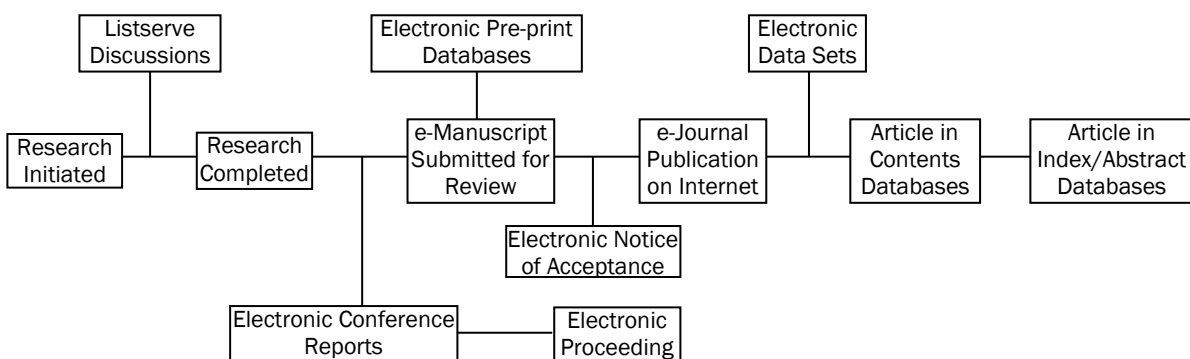 Listserve
Discussions
Electronic Pre-print
Databases
Electronic
Data Sets
Research
Initiated
Research
Completed
e-Manuscript
Submitted for
Review
e-Journal
Publication
on Internet
Article in
Contents
Databases
Article in
Index/Abstract
Databases
Electronic Notice
of Acceptance
Electronic Conference
Reports
Electronic
Proceeding